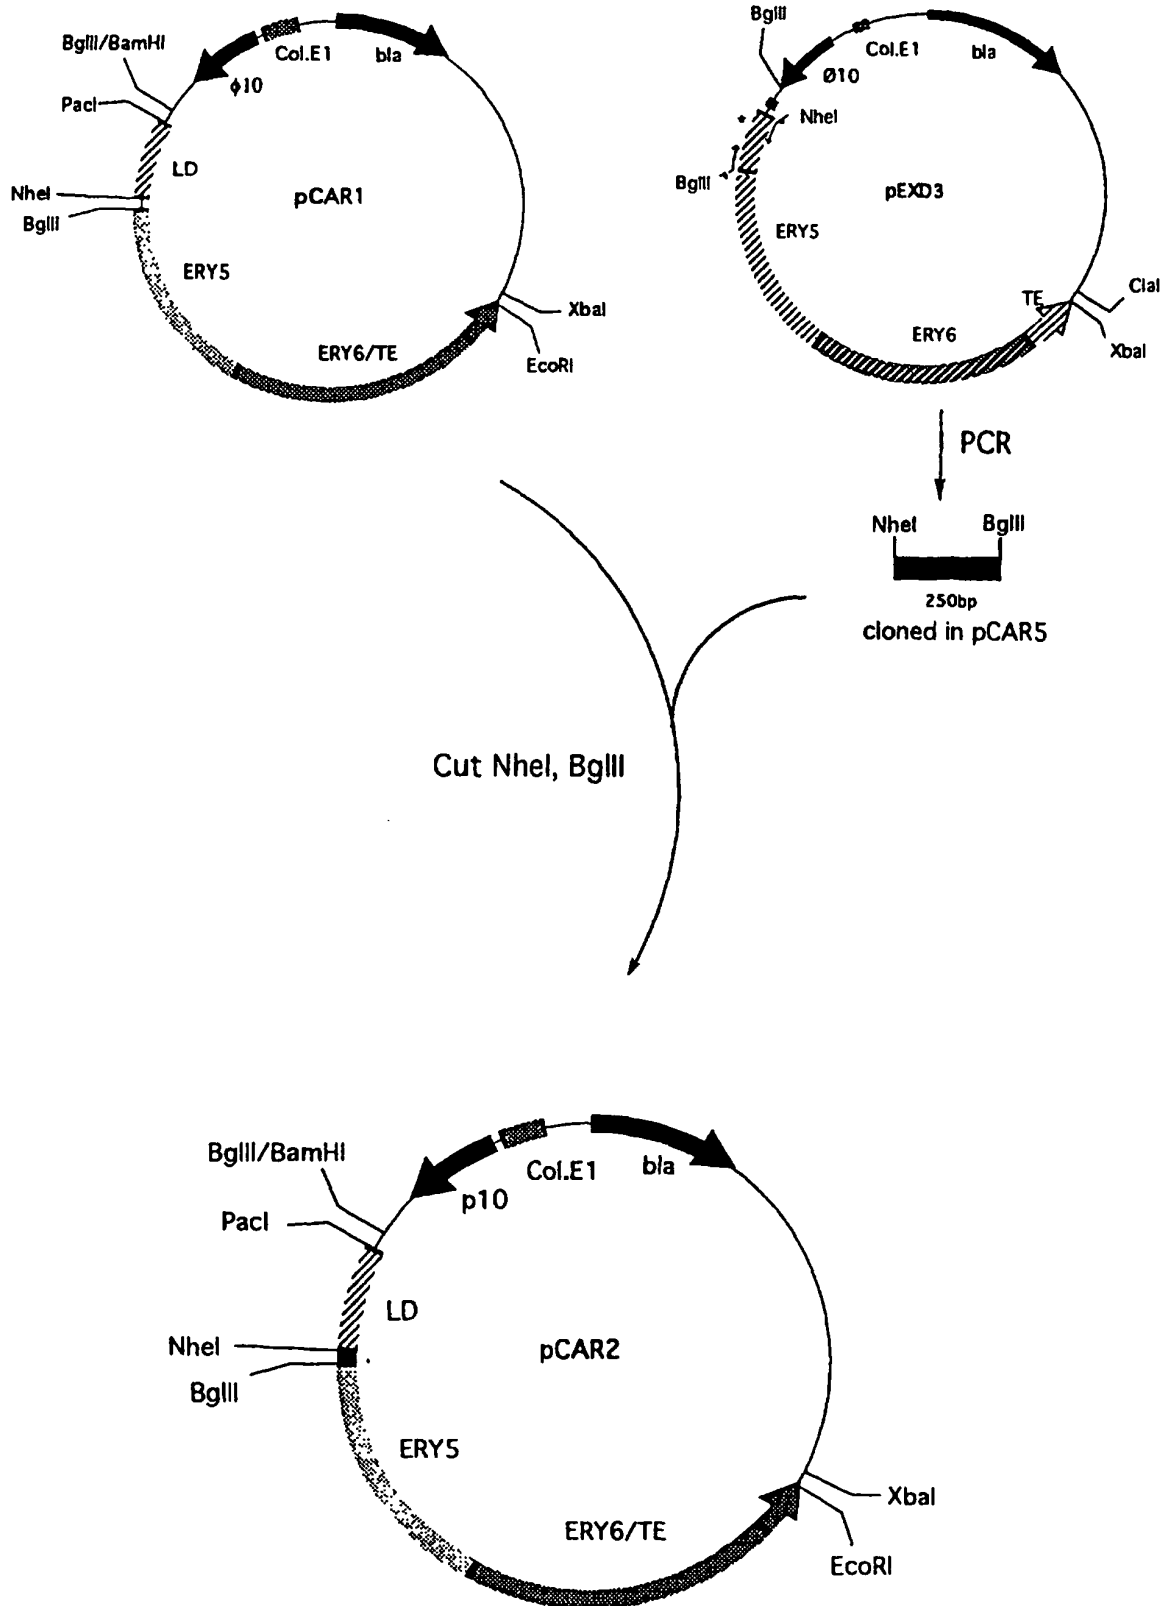 BglII/BamHI
PacI
NheI
BglII
ϕ10
Col.E1
bla
LD
pCAR1
ERY5
ERY6/TE
XbaI
EcoRI
BglII
Ø10
Col.E1
bla
NheI
BglII
pEXD3
ERY5
ERY6
TE
ClaI
XbaI
PCR
NheI
BglII
250bp
cloned in pCAR5
Cut NheI, BglII
BglII/BamHI
PacI
NheI
BglII
p10
Col.E1
bla
LD
pCAR2
ERY5
ERY6/TE
XbaI
EcoRI